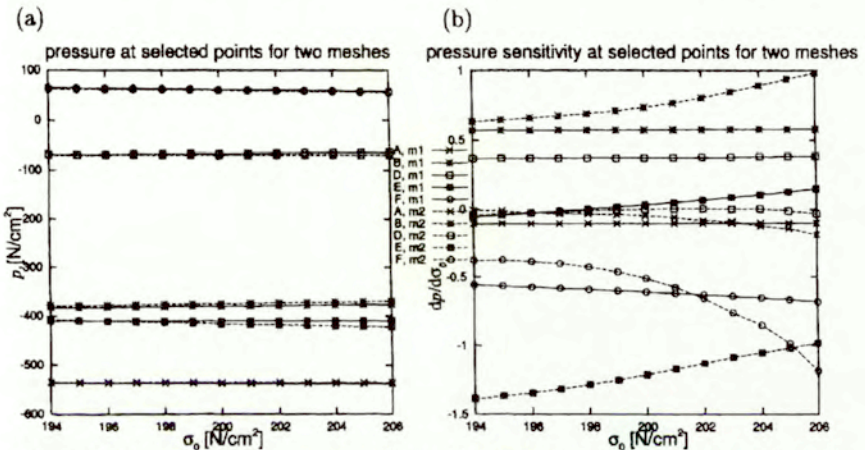 (a)
pressure at selected points for two meshes
100
0
-100
-200
-300
-400
-500
-600
p, [N/cm²]
194 196 198 200 202 204 206
σ₀ [N/cm²]
A, m1
B, m1
D, m1
E, m1
F, m1
A, m2
B, m2
D, m2
E, m2
F, m2
(b)
pressure sensitivity at selected points for two meshes
1
0.5
0
-0.5
-1
-1.5
dp/dσ₀
194 196 198 200 202 204 206
σ₀ [N/cm²]